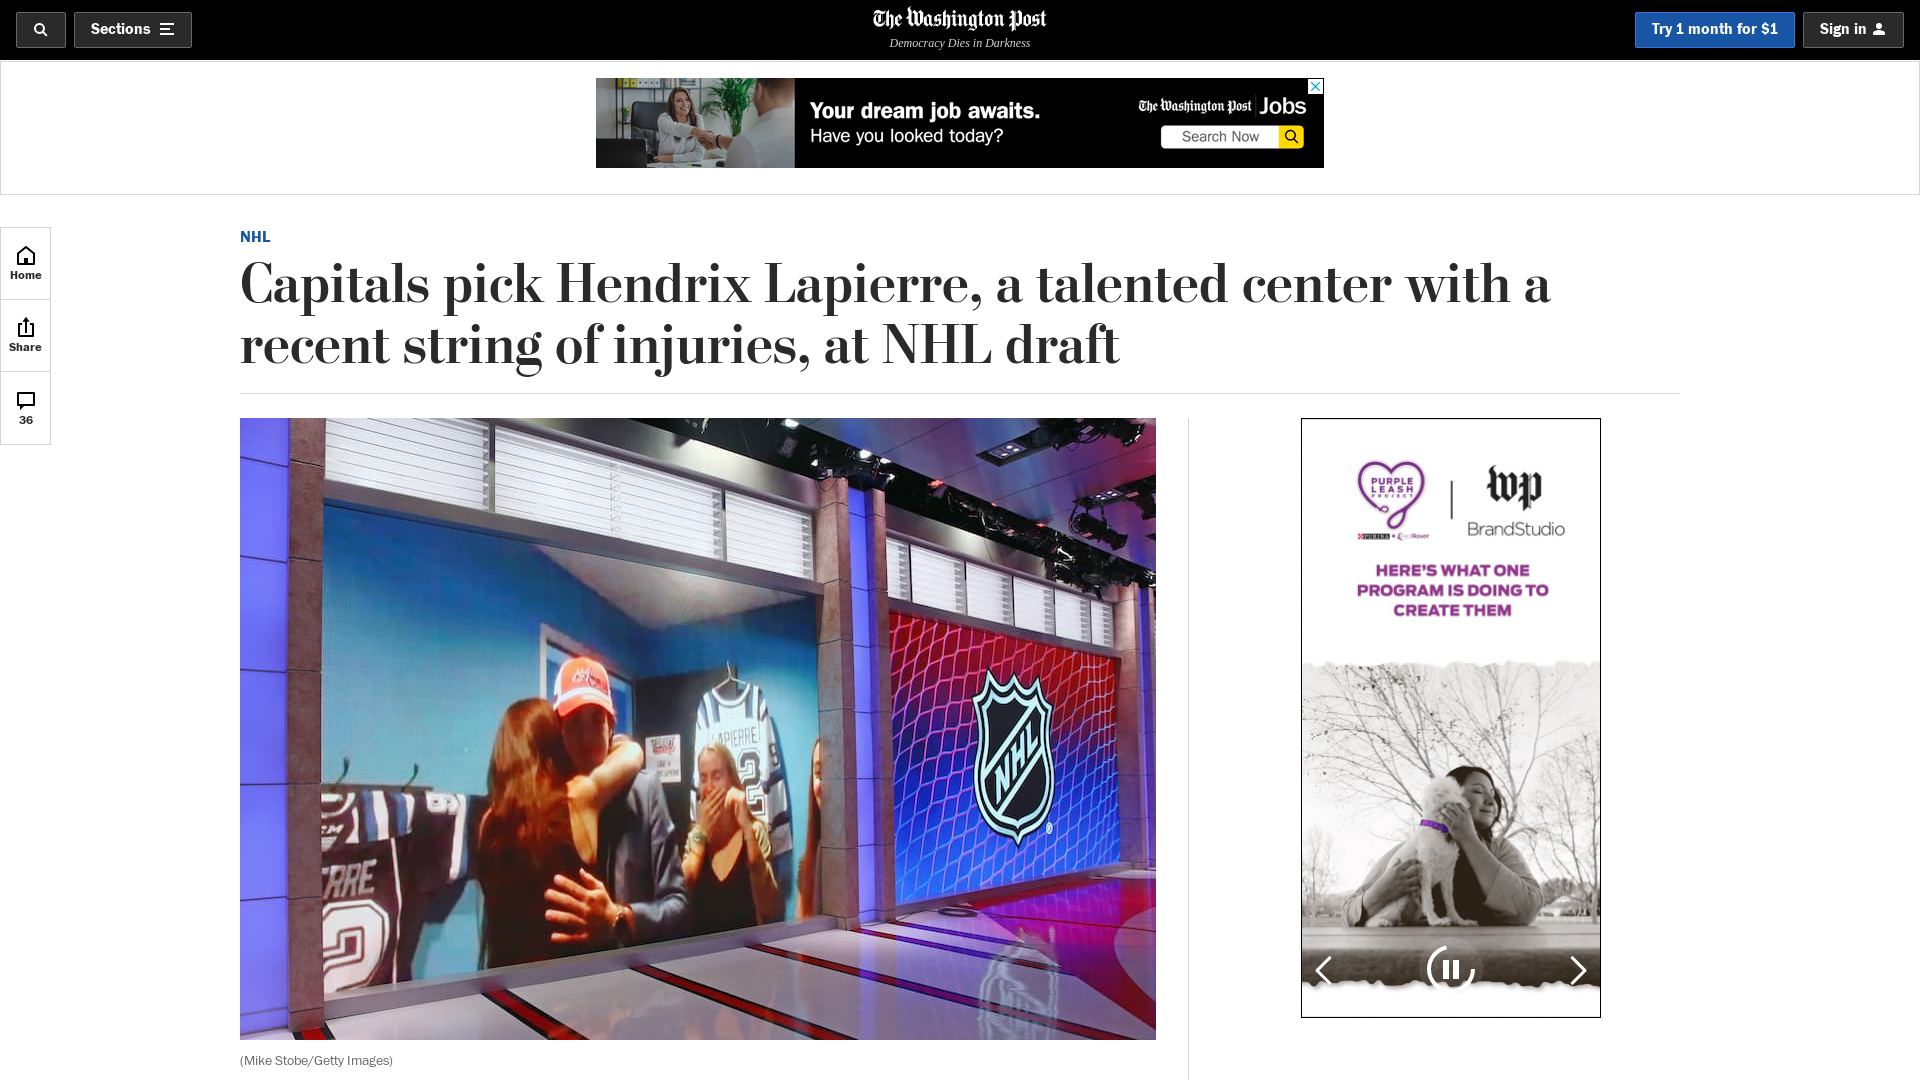 Sections
The Washington Post
Democracy Dies in Darkness
Try 1 month for $1
Sign in
Your dream job awaits.
Have you looked today?
The Washington Post Jobs
Search Now
Home
Share
36
NHL
Capitals pick Hendrix Lapierre, a talented center with a
recent string of injuries, at NHL draft
LAPIERRE
RRE
2
NHL
(Mike Stobe/Getty Images)
PURPLE
LEASH
PROJECT
PURINA
wp
BrandStudio
HERE'S WHAT ONE
PROGRAM IS DOING TO
CREATE THEM